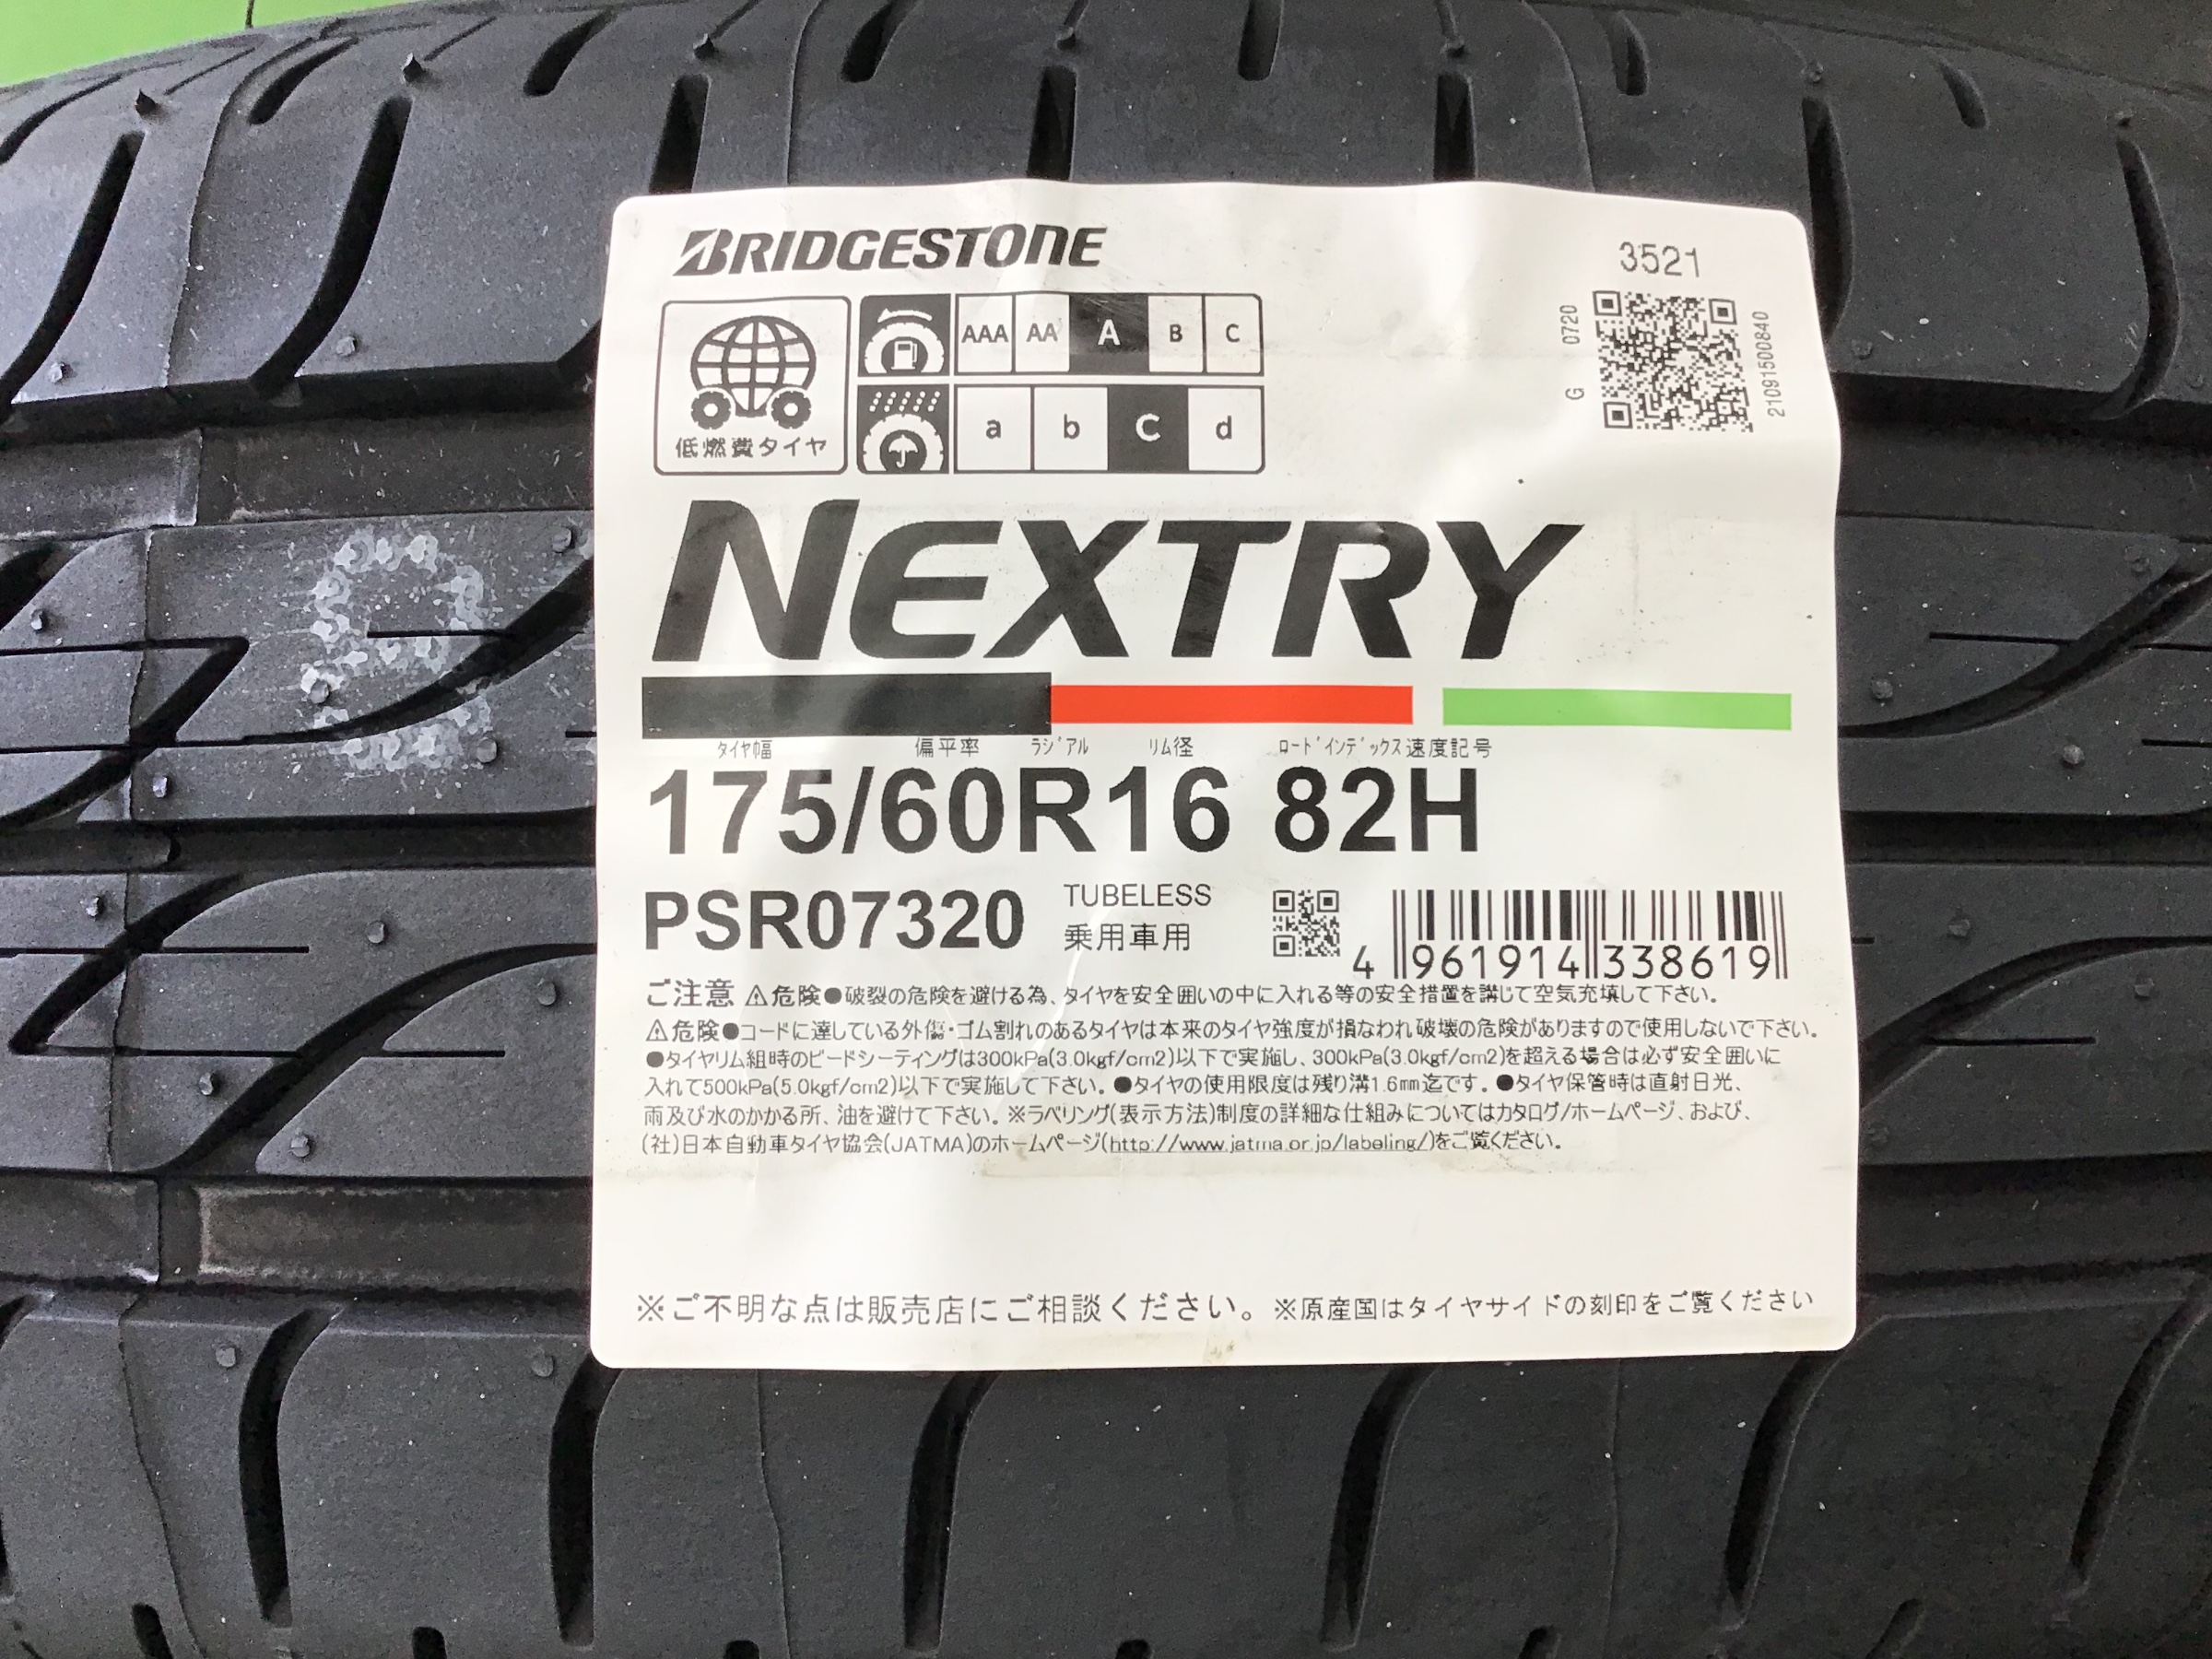 BRIDGESTONE
3521
G 0720
21091500840
低燃費タイヤ
AAA AA A B C
a b c d
NEXTRY
タイヤ幅 偏平率 ラジアル リム径 ロードインデックス 速度記号
175/60R16 82H
PSR07320
TUBELESS
乗用車用
4 961914 338619
ご注意 ⚠危険●破裂の危険を避ける為、タイヤを安全囲いの中に入れる等の安全措置を講じて空気充填して下さい。
⚠危険●コードに達している外傷・ゴム割れのあるタイヤは本来のタイヤ強度が損なわれ破壊の危険がありますので使用しないで下さい。
●タイヤリム組時のビードシーティングは300kPa(3.0kgf/cm2)以下で実施し、300kPa(3.0kgf/cm2)を超える場合は必ず安全囲いに
入れて500kPa(5.0kgf/cm2)以下で実施して下さい。●タイヤの使用限度は残り溝1.6mm迄です。●タイヤ保管時は直射日光、
雨及び水のかかる所、油を避けて下さい。※ラベリング(表示方法)制度の詳細な仕組みについてはカタログ/ホームページ、および、
(社)日本自動車タイヤ協会(JATMA)のホームページ(http://www.jatma.or.jp/labeling/)をご覧ください。
※ご不明な点は販売店にご相談ください。※原産国はタイヤサイドの刻印をご覧ください